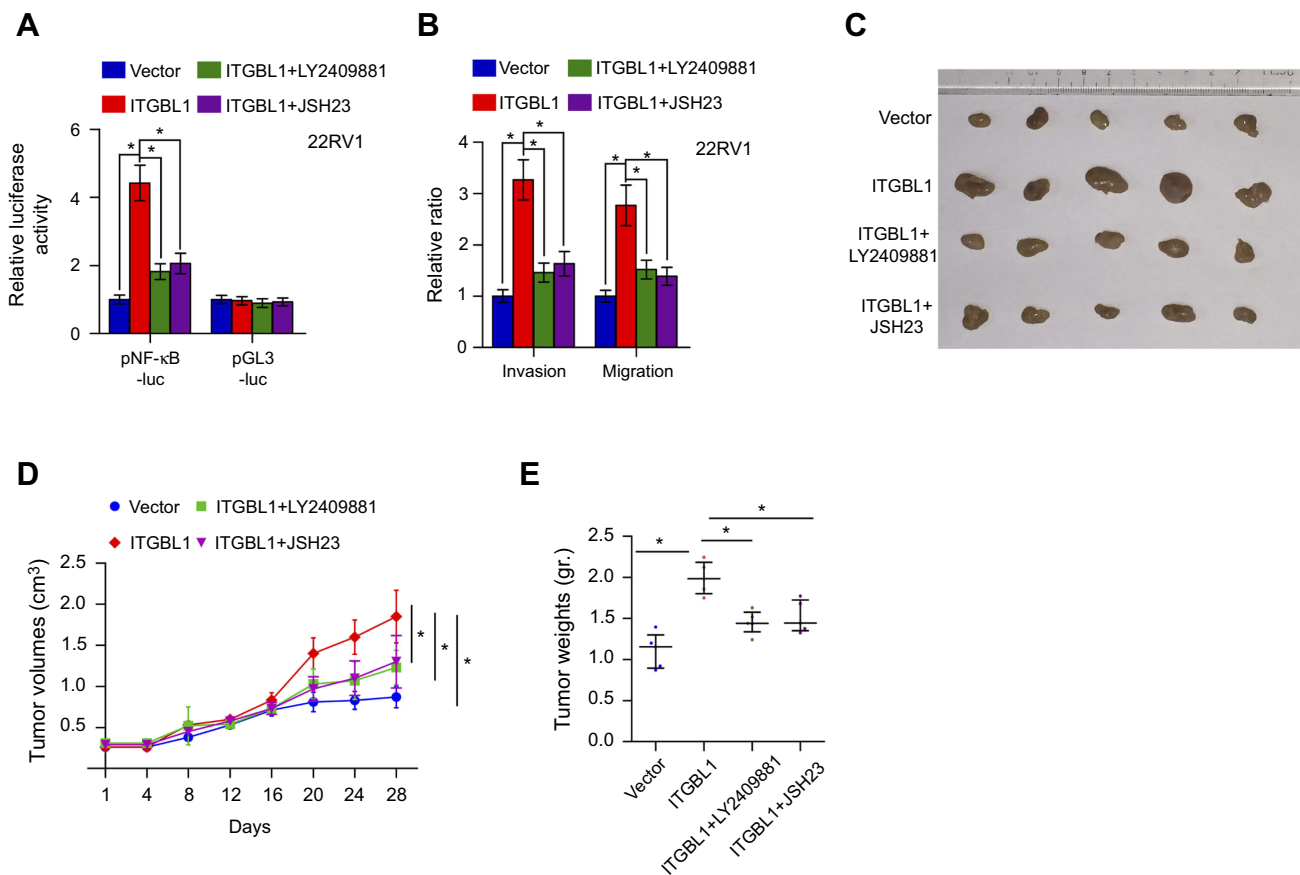 A
Vector
ITGBL1+LY2409881
ITGBL1
ITGBL1+JSH23
22RV1
Relative luciferase
activity
6
4
2
0
*
*
*
pNF-κB
-luc
pGL3
-luc
B
Vector
ITGBL1+LY2409881
ITGBL1
ITGBL1+JSH23
22RV1
Relative ratio
4
3
2
1
0
*
*
*
*
*
*
Invasion
Migration
C
Vector
ITGBL1
ITGBL1+
LY2409881
ITGBL1+
JSH23
D
Vector
ITGBL1+LY2409881
ITGBL1
ITGBL1+JSH23
Tumor volumes (cm³)
2.5
2.0
1.5
1.0
0.5
*
*
*
1 4 8 12 16 20 24 28
Days
E
Tumor weights (gr.)
2.5
2.0
1.5
1.0
0.5
0.0
*
*
*
Vector
ITGBL1
ITGBL1+LY2409881
ITGBL1+JSH23